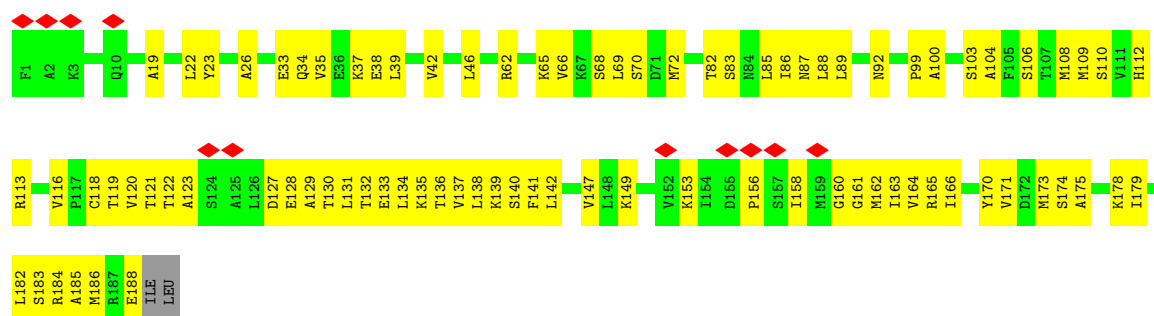 F1 A2 K3 Q10 A19 L22 Y23 A26 E33 Q34 V35 E36 K37 E38 L39 V42 L46 R62 K65 V66 K67 S68 L69 S70 D71 M72 T82 S83 N84 L85 I86 N87 L88 L89 N92 P99 A100 S103 A104 F105 S106 T107 M108 M109 S110 V111 H112
R113 V116 P117 C118 T119 V120 T121 T122 A123 S124 A125 L126 D127 E128 A129 T130 L131 T132 E133 L134 K135 T136 V137 L138 K139 S140 F141 L142 V147 L148 K149 V152 K153 I154 D155 P156 S157 I158 M159 G160 G161 M162 I163 V164 R165 I166 Y170 V171 D172 M173 S174 A175 K178 I179
L182 S183 R184 A185 M186 R187 E188 ILE LEU